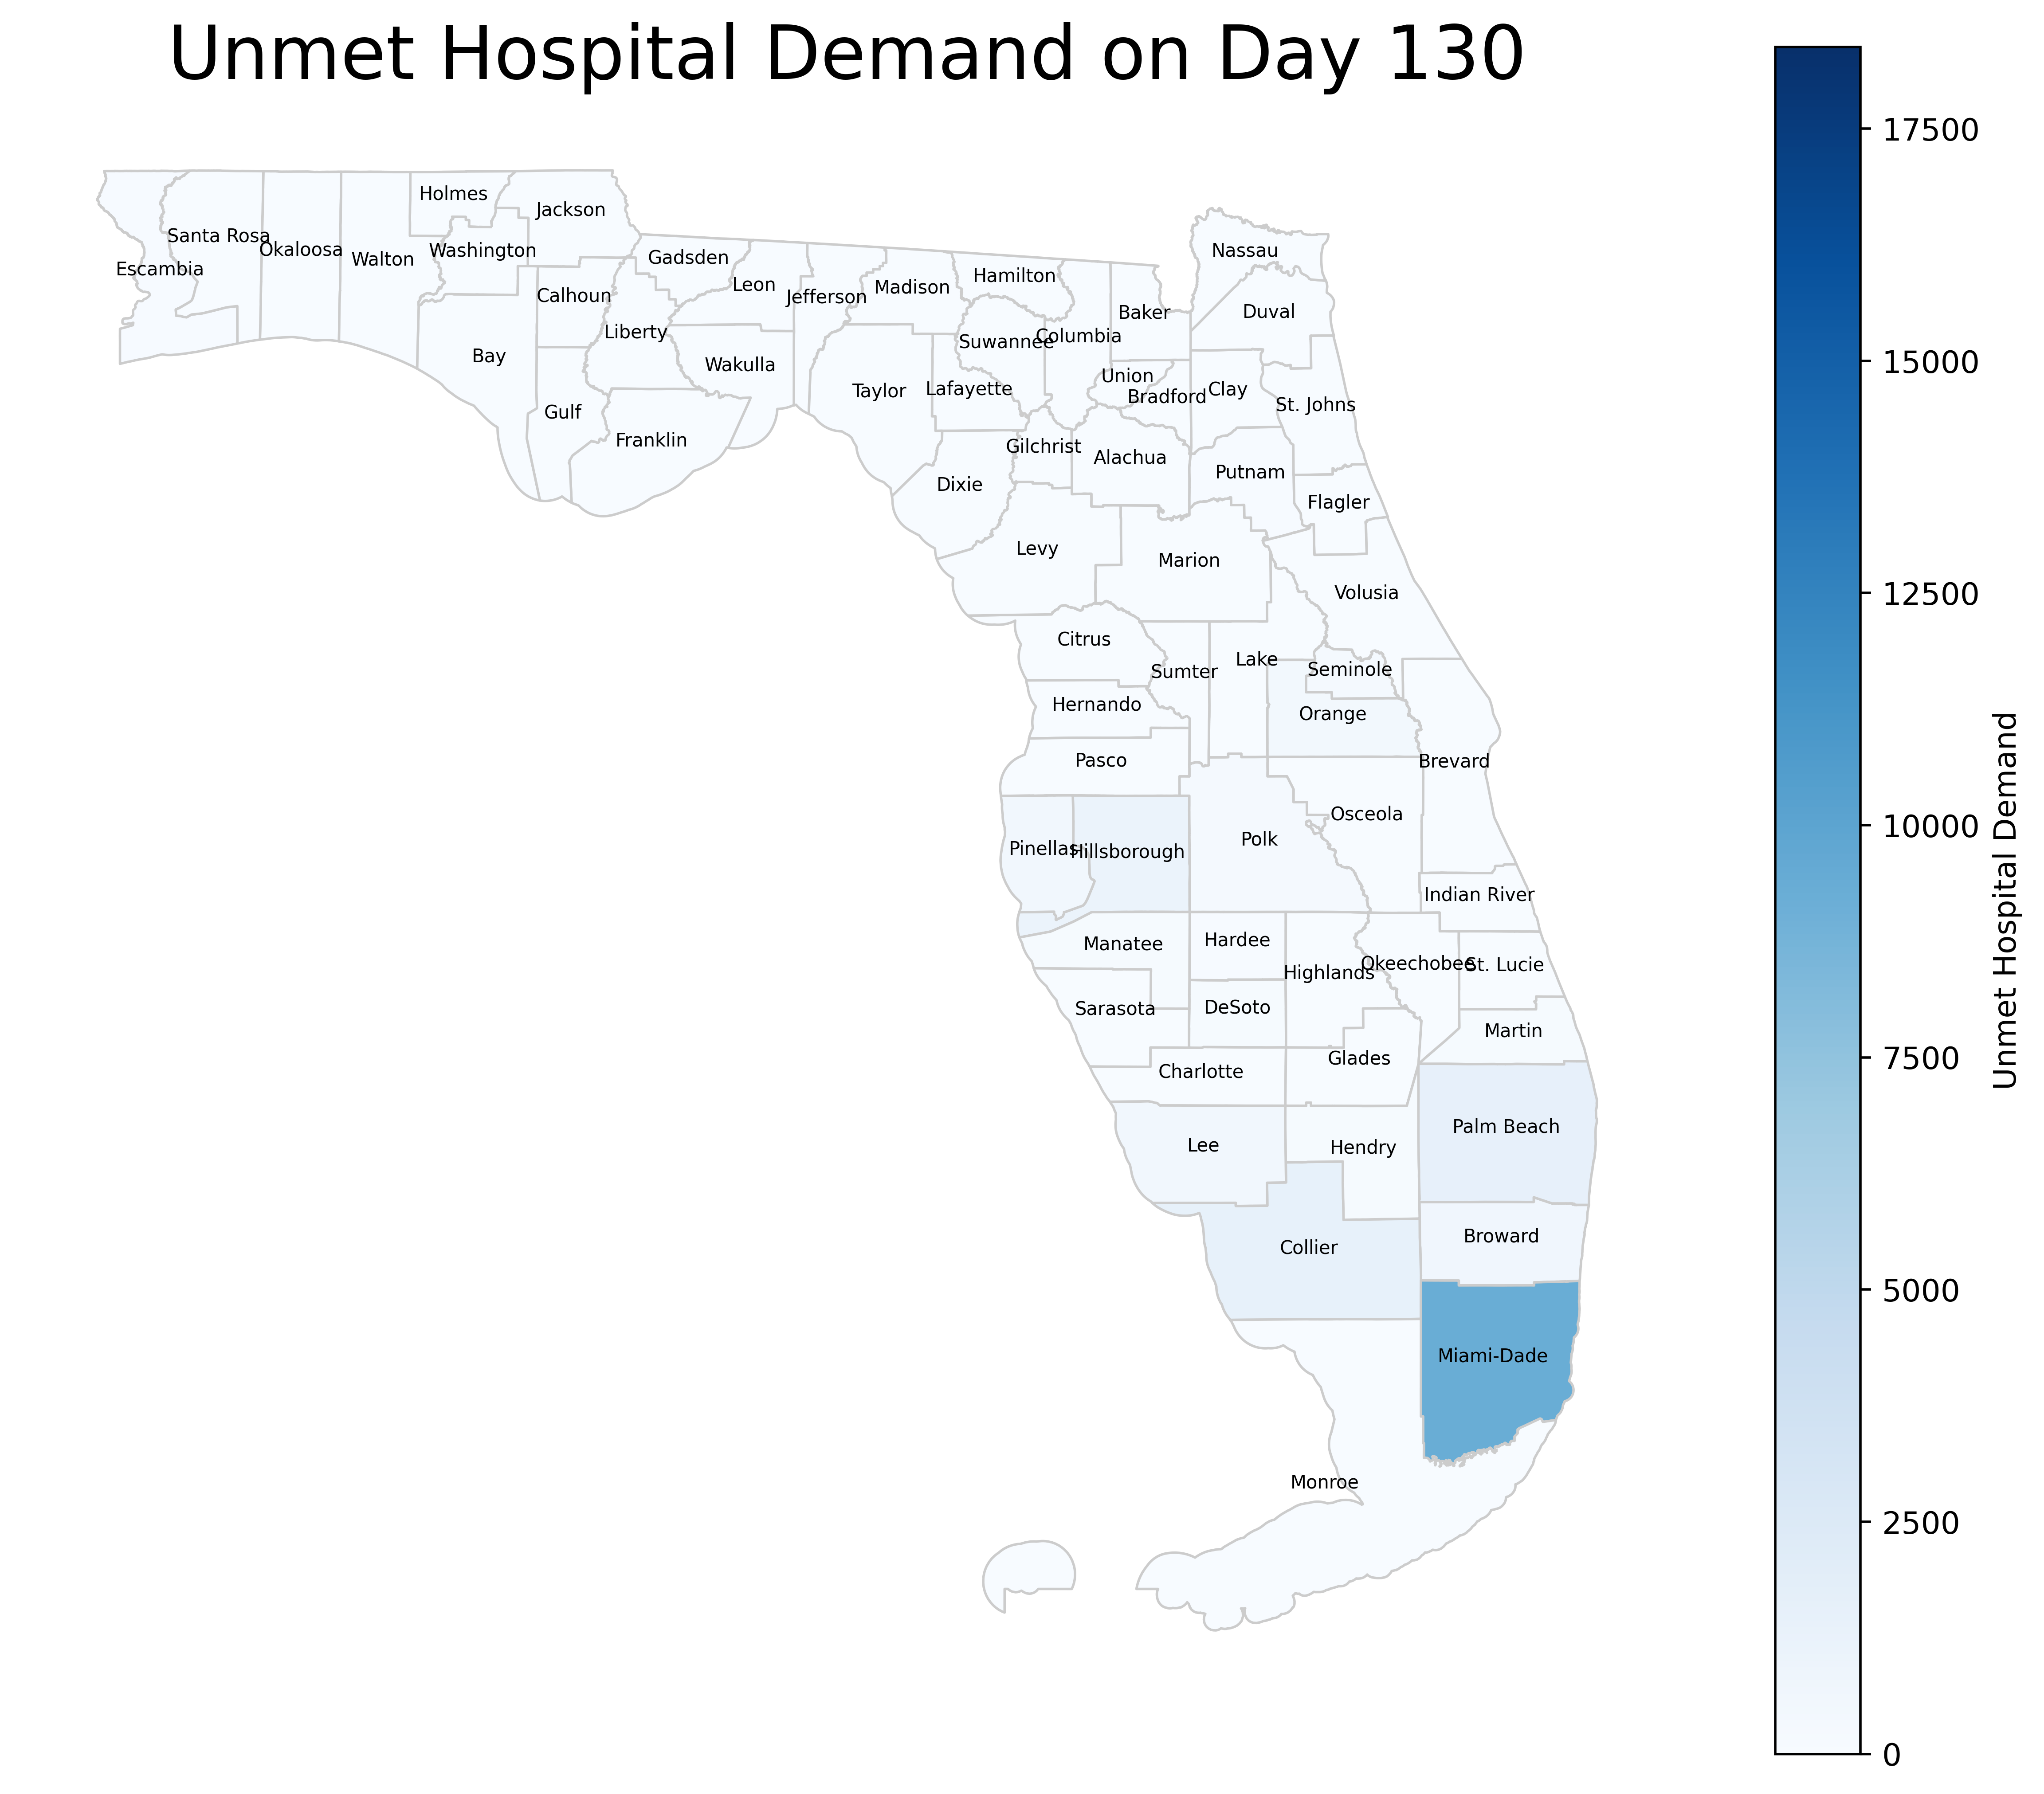 Unmet Hospital Demand on Day 130
Holmes
Jackson
Santa Rosa
Okaloosa
Walton
Washington
Escambia
Gadsden
Calhoun
Leon
Jefferson
Madison
Hamilton
Nassau
Liberty
Suwannee
Columbia
Baker
Duval
Bay
Wakulla
Taylor
Lafayette
Union
Bradford
Clay
St. Johns
Gulf
Franklin
Gilchrist
Alachua
Putnam
Dixie
Flagler
Levy
Marion
Volusia
Citrus
Sumter
Lake
Seminole
Hernando
Orange
Pasco
Brevard
Osceola
Pinellas
Hillsborough
Polk
Indian River
Manatee
Hardee
Highlands
Okeechobee
St. Lucie
Sarasota
DeSoto
Martin
Charlotte
Glades
Lee
Hendry
Palm Beach
Collier
Broward
Miami-Dade
Monroe
17500
15000
12500
10000
7500
5000
2500
0
Unmet Hospital Demand